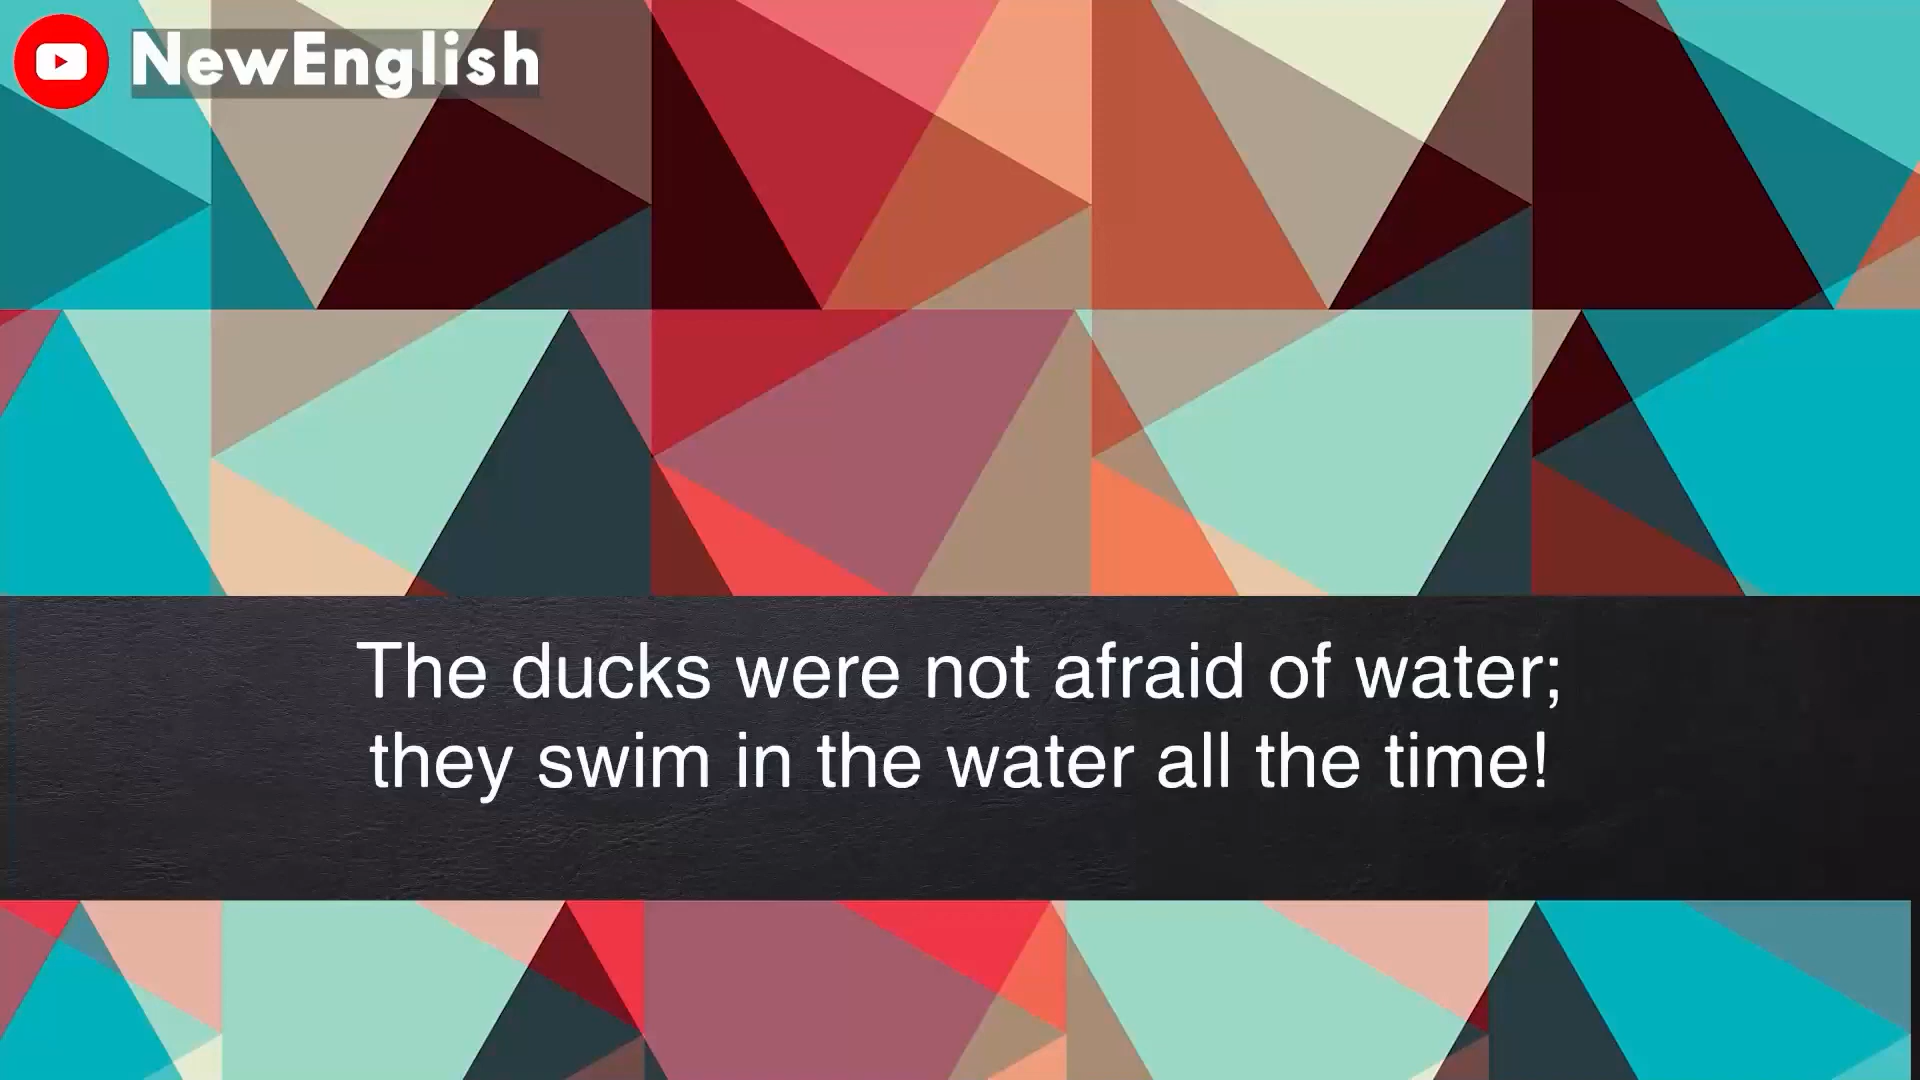 NewEnglish
The ducks were not afraid of water;
they swim in the water all the time!